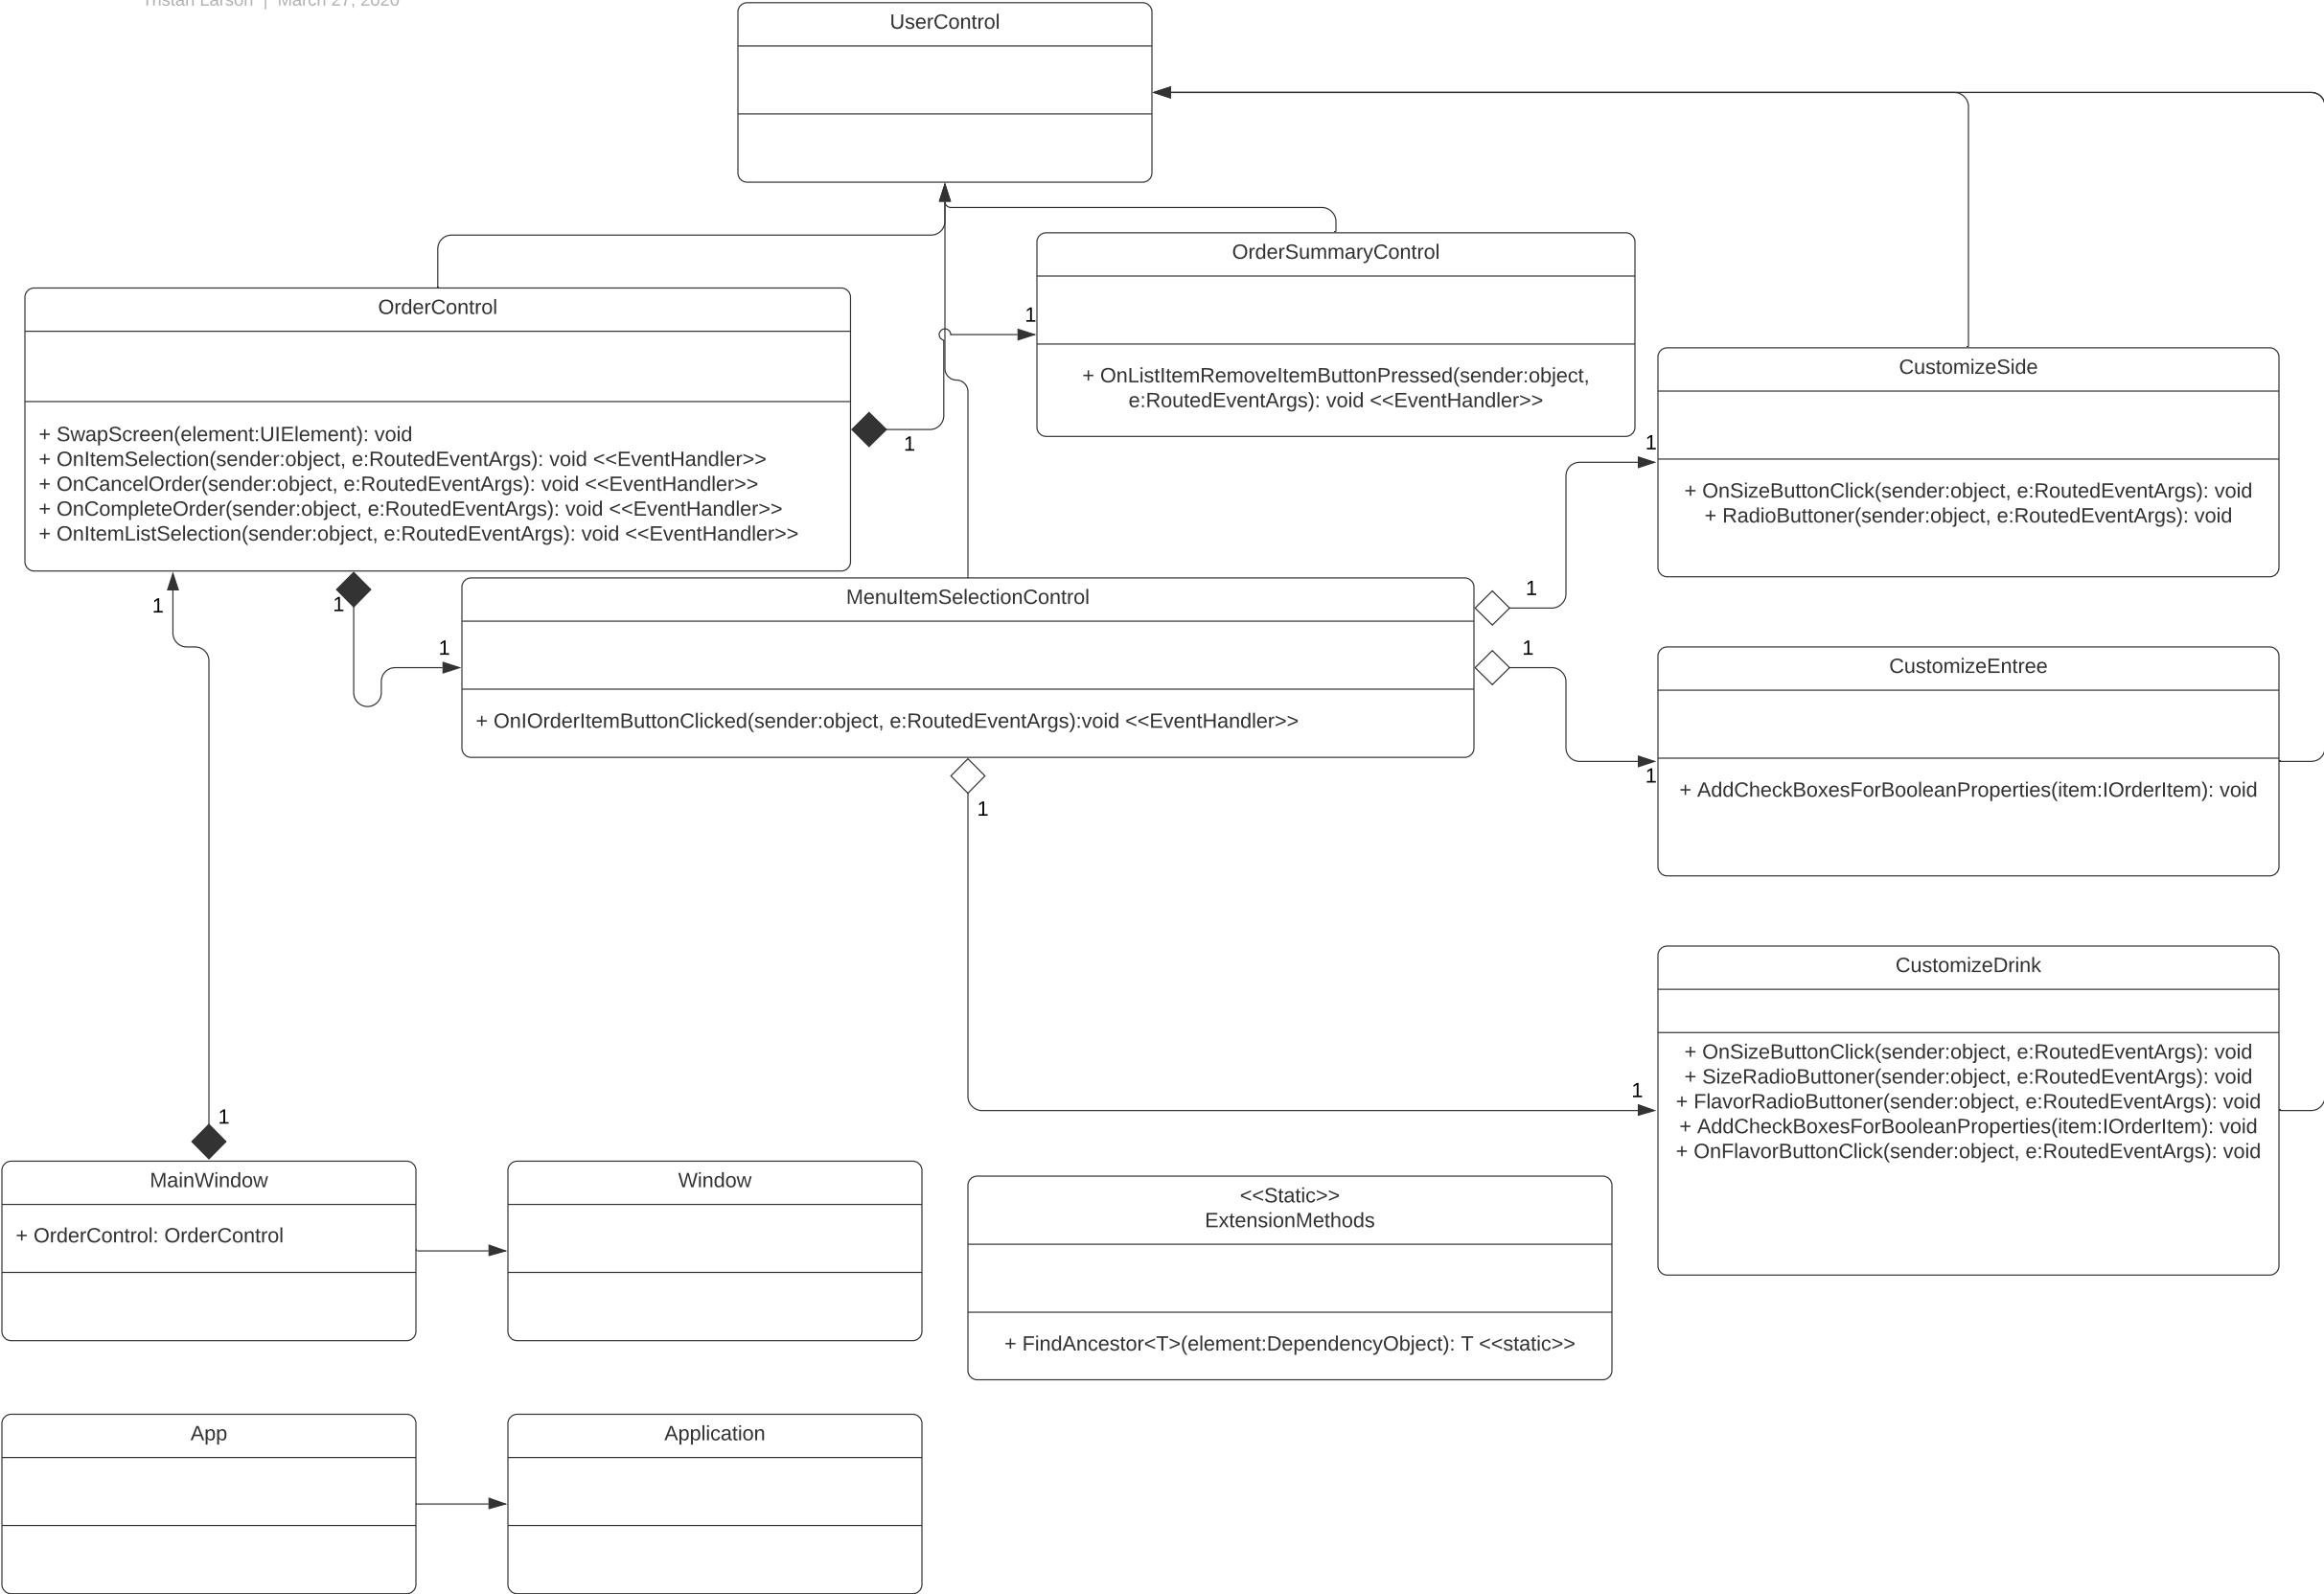 Tristan Larson | March 27, 2020
UserControl
OrderSummaryControl
+ OnListItemRemoveItemButtonPressed(sender:object,
e:RoutedEventArgs): void <<EventHandler>>
1
OrderControl
+ SwapScreen(element:UIElement): void
+ OnItemSelection(sender:object, e:RoutedEventArgs): void <<EventHandler>>
+ OnCancelOrder(sender:object, e:RoutedEventArgs): void <<EventHandler>>
+ OnCompleteOrder(sender:object, e:RoutedEventArgs): void <<EventHandler>>
+ OnItemListSelection(sender:object, e:RoutedEventArgs): void <<EventHandler>>
1
1
1
CustomizeSide
+ OnSizeButtonClick(sender:object, e:RoutedEventArgs): void
+ RadioButtoner(sender:object, e:RoutedEventArgs): void
1
MenuItemSelectionControl
+ OnIOrderItemButtonClicked(sender:object, e:RoutedEventArgs):void <<EventHandler>>
1
1
1
1
CustomizeEntree
+ AddCheckBoxesForBooleanProperties(item:IOrderItem): void
1
CustomizeDrink
+ OnSizeButtonClick(sender:object, e:RoutedEventArgs): void
+ SizeRadioButtoner(sender:object, e:RoutedEventArgs): void
+ FlavorRadioButtoner(sender:object, e:RoutedEventArgs): void
+ AddCheckBoxesForBooleanProperties(item:IOrderItem): void
+ OnFlavorButtonClick(sender:object, e:RoutedEventArgs): void
1
1
MainWindow
+ OrderControl: OrderControl
Window
<<Static>>
ExtensionMethods
+ FindAncestor<T>(element:DependencyObject): T <<static>>
App
Application